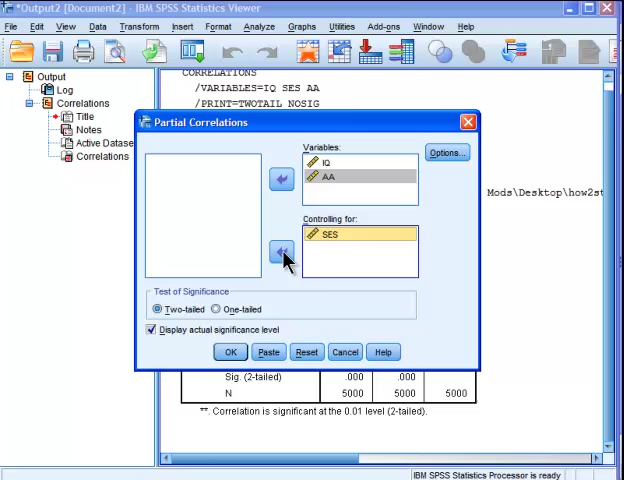 *Output2 [Document2] - IBM SPSS Statistics Viewer
File Edit View Data Transform Insert Format Analyze Graphs Utilities Add-ons Window Help
Output
Log
Correlations
Title
Notes
Active Datase
Correlations
CORRELATIONS
/VARIABLES=IQ SES AA
/PRINT=TWOTAIL NOSIG
Mods\Desktop\how2st
Partial Correlations
Variables:
IQ
AA
Options...
Controlling for:
SES
Test of Significance
Two-tailed One-tailed
Display actual significance level
OK Paste Reset Cancel Help
Sig. (2-tailed) .000 .000
N 5000 5000 5000
**. Correlation is significant at the 0.01 level (2-tailed).
IBM SPSS Statistics Processor is ready